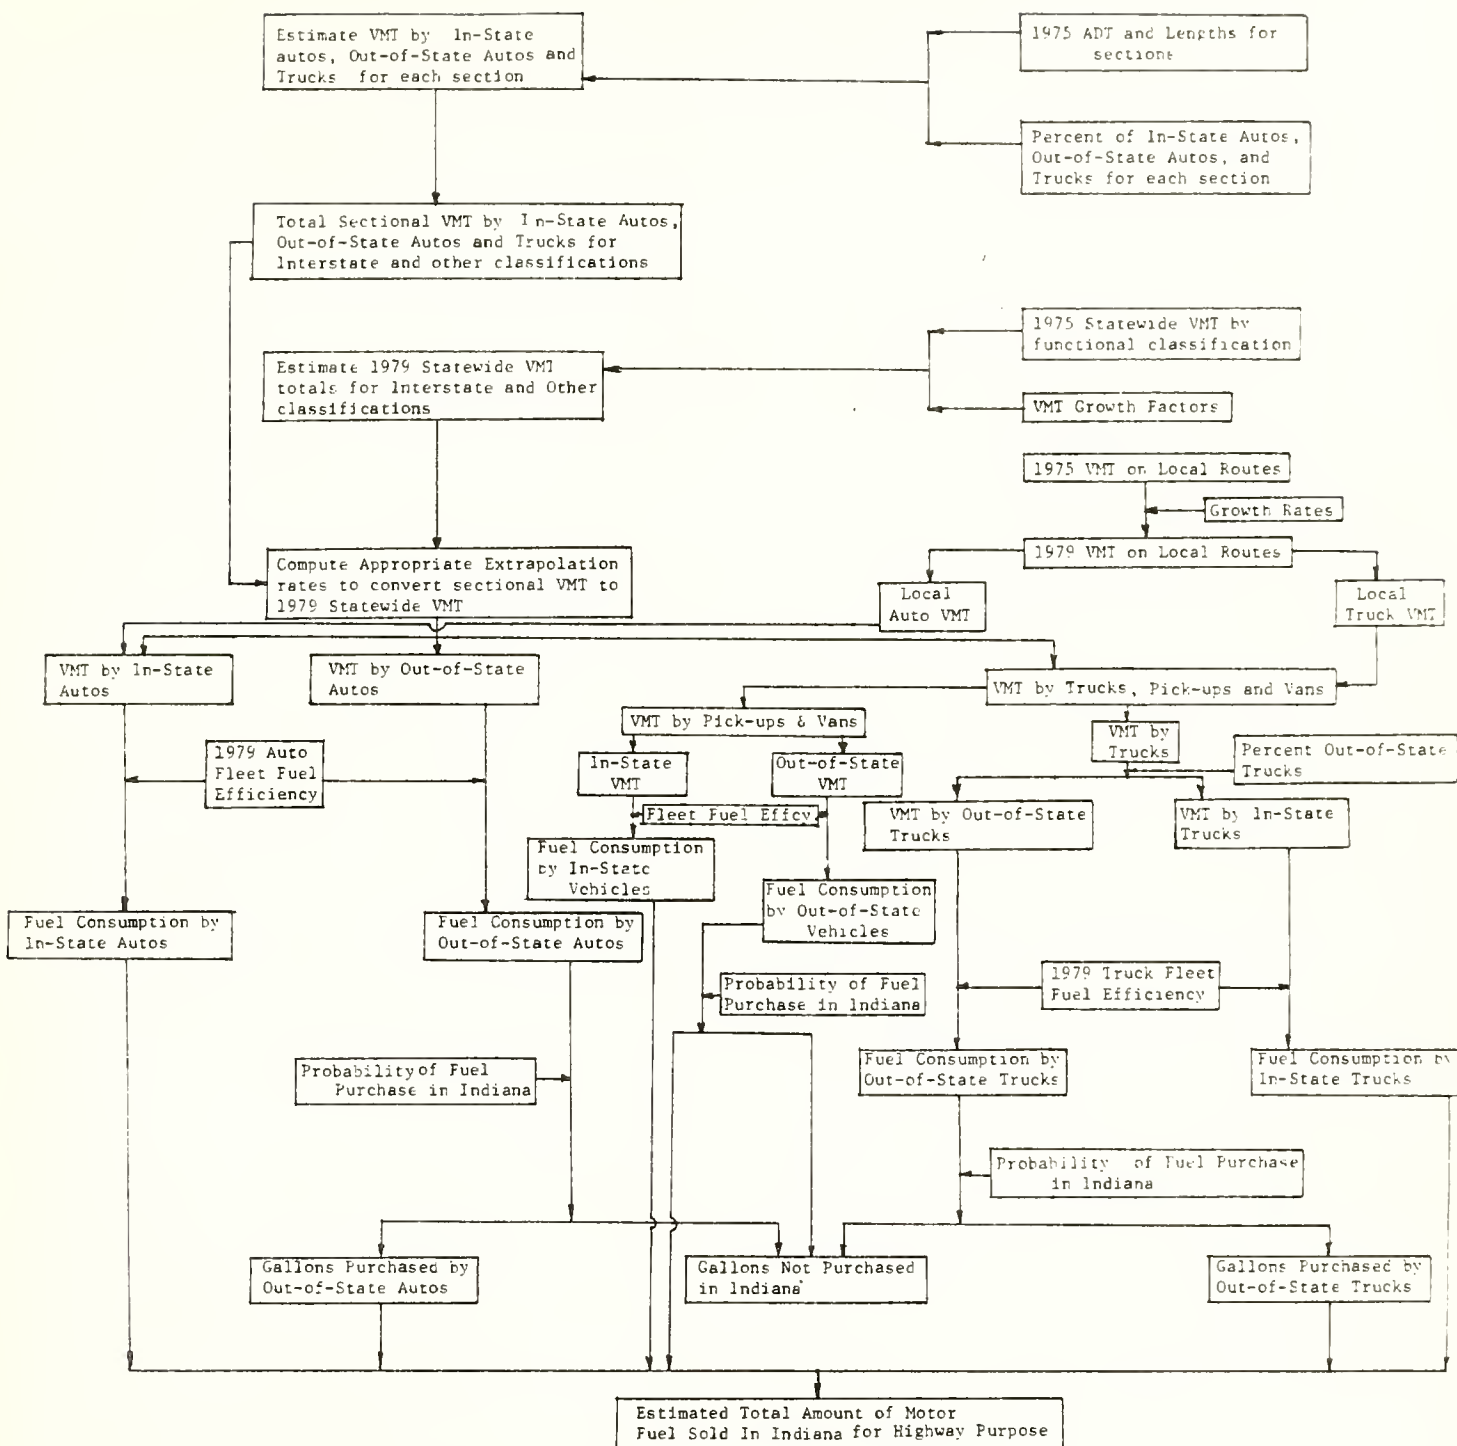 Estimate VMT by In-State
autos, Out-of-State Autos and
Trucks for each section
1975 ADT and Lengths for
sections
Percent of In-State Autos,
Out-of-State Autos, and
Trucks for each section
Total Sectional VMT by In-State Autos,
Out-of-State Autos and Trucks for
Interstate and other classifications
1975 Statewide VMT by
functional classification
Estimate 1979 Statewide VMT
totals for Interstate and Other
classifications
VMT Growth Factors
1975 VMT on Local Routes
Growth Rates
1979 VMT on Local Routes
Compute Appropriate Extrapolation
rates to convert sectional VMT to
1979 Statewide VMT
Local
Auto VMT
Local
Truck VMT
VMT by In-State
Autos
VMT by Out-of-State
Autos
VMT by Trucks, Pick-ups and Vans
VMT by Pick-ups & Vans
VMT by
Trucks
Percent Out-of-State
Trucks
1979 Auto
Fleet Fuel
Efficiency
In-State
VMT
Out-of-State
VMT
Fleet Fuel Effcy.
VMT by Out-of-State
Trucks
VMT by In-State
Trucks
Fuel Consumption
by In-State
Vehicles
Fuel Consumption
by Out-of-State
Vehicles
Fuel Consumption by
In-State Autos
Fuel Consumption by
Out-of-State Autos
Probability of Fuel
Purchase in Indiana
1979 Truck Fleet
Fuel Efficiency
Probability of Fuel
Purchase in Indiana
Fuel Consumption by
Out-of-State Trucks
Fuel Consumption by
In-State Trucks
Probability of Fuel Purchase
in Indiana
Gallons Purchased by
Out-of-State Autos
Gallons Not Purchased
in Indiana
Gallons Purchased by
Out-of-State Trucks
Estimated Total Amount of Motor
Fuel Sold In Indiana for Highway Purpose